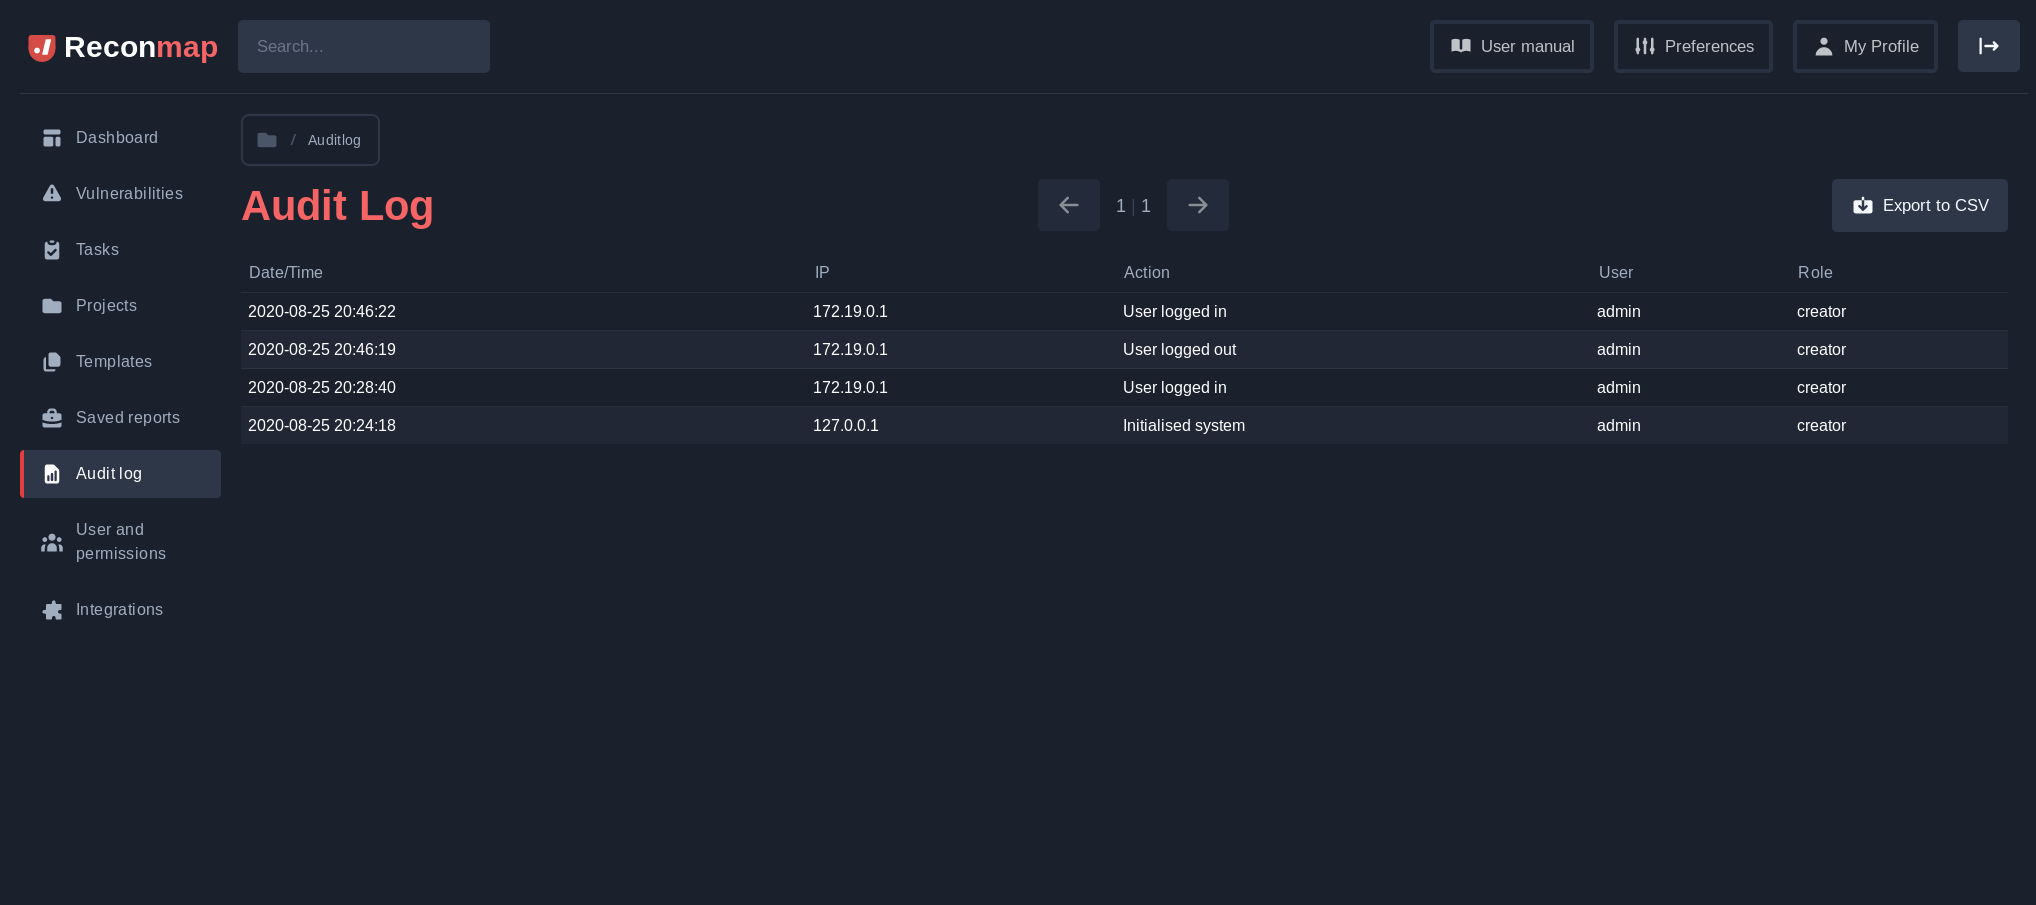 Reconmap
Search...
User manual
Preferences
My Profile
Dashboard
Vulnerabilities
Tasks
Projects
Templates
Saved reports
Audit log
User and
permissions
Integrations
/ Auditlog
Audit Log
1 | 1
Export to CSV
Date/Time IP Action User Role
2020-08-25 20:46:22 172.19.0.1 User logged in admin creator
2020-08-25 20:46:19 172.19.0.1 User logged out admin creator
2020-08-25 20:28:40 172.19.0.1 User logged in admin creator
2020-08-25 20:24:18 127.0.0.1 Initialised system admin creator